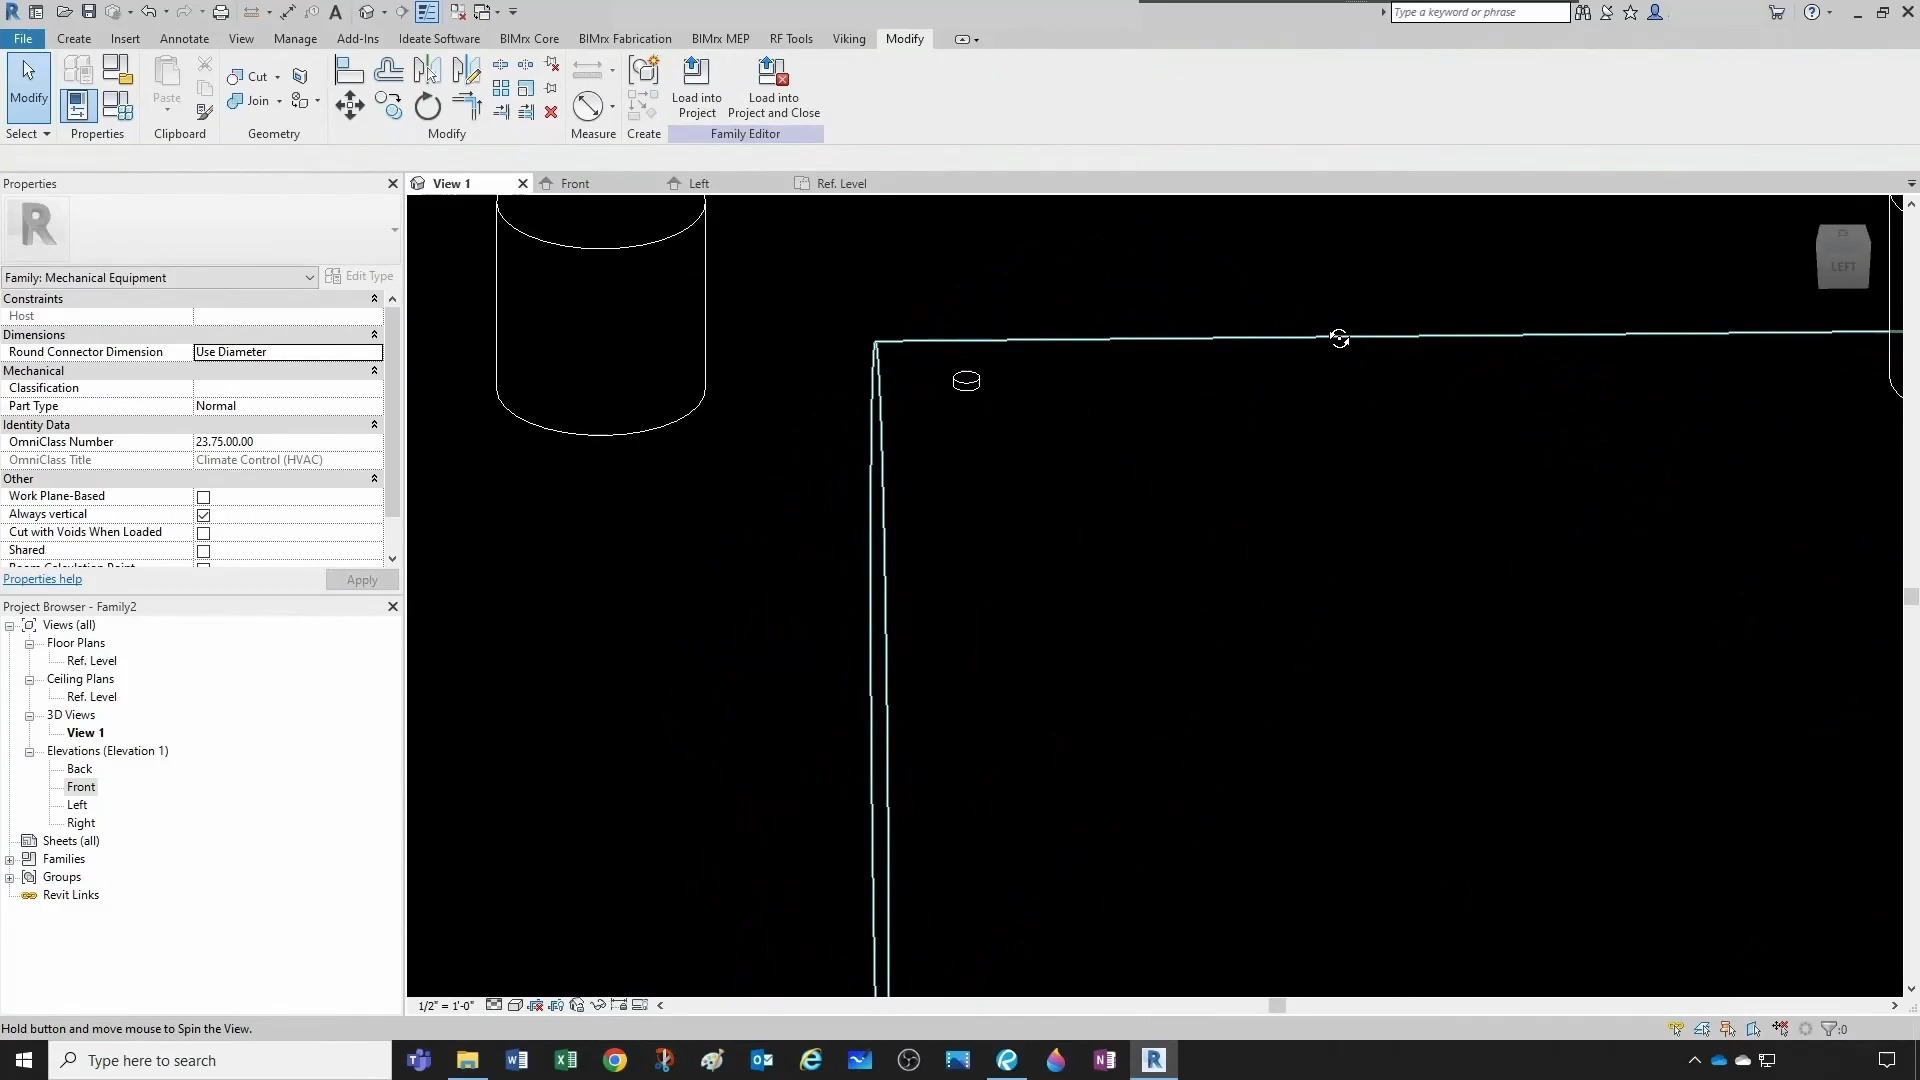 Type a keyword or phrase
File Create Insert Annotate View Manage Add-Ins Ideate Software BIMrx Core BIMrx Fabrication BIMrx MEP RF Tools Viking Modify
Modify Paste Cut Join Load into Project Load into Project and Close
Select Properties Clipboard Geometry Modify Measure Create Family Editor
Properties
View 1 Front Left Ref. Level
R
LEFT
Family: Mechanical Equipment Edit Type
Constraints
Host
Dimensions
Round Connector Dimension Use Diameter
Mechanical
Classification
Part Type Normal
Identity Data
OmniClass Number 23.75.00.00
OmniClass Title Climate Control (HVAC)
Other
Work Plane-Based
Always vertical
Cut with Voids When Loaded
Shared
Properties help Apply
Project Browser - Family2
Views (all)
Floor Plans
Ref. Level
Ceiling Plans
Ref. Level
3D Views
View 1
Elevations (Elevation 1)
Back
Front
Left
Right
Sheets (all)
Families
Groups
Revit Links
1/2" = 1'-0"
Hold button and move mouse to Spin the View.
:0
Type here to search